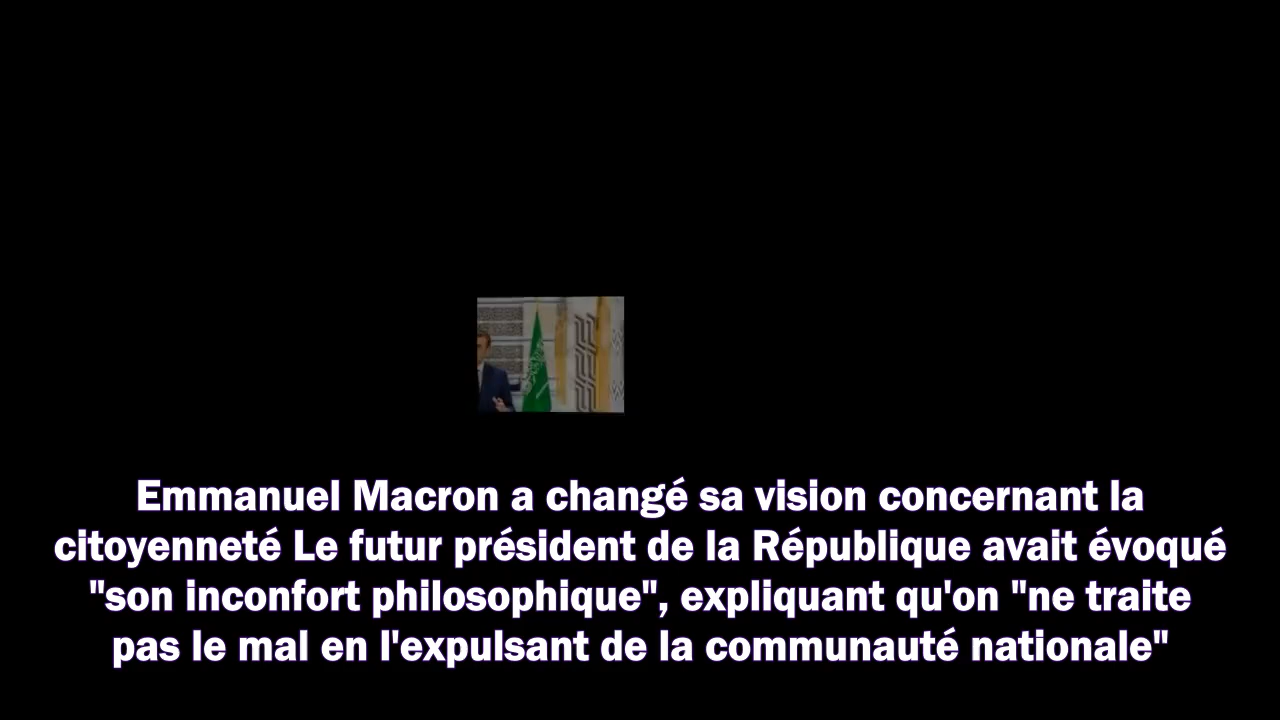 Emmanuel Macron a changé sa vision concernant la
citoyenneté Le futur président de la République avait évoqué
"son inconfort philosophique", expliquant qu'on "ne traite
pas le mal en l'expulsant de la communauté nationale"